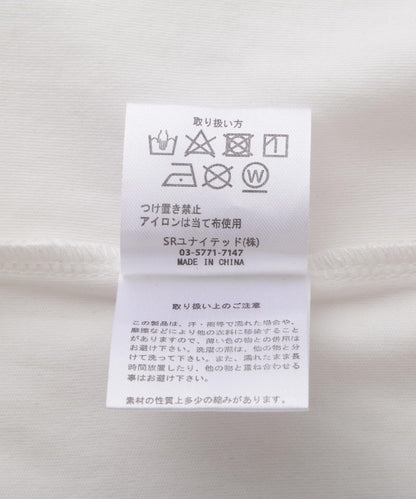 取り扱い方
つけ置き禁止
アイロンは当て布使用
SRユナイテッド(株)
03-5771-7147
MADE IN CHINA
取り扱い上のご注意
この製品は、汗・雨等で濡れた場合や、
摩擦などにより他の衣料に移染すること
がありますので、薄い色の物との併用は
お避け下さい。洗濯の際は、他の物と分
けて洗って下さい。また、濡れたまま長
時間放置したり、他の物と重ね合わせる
事はお避け下さい。
素材の性質上多少の縮みがあります。